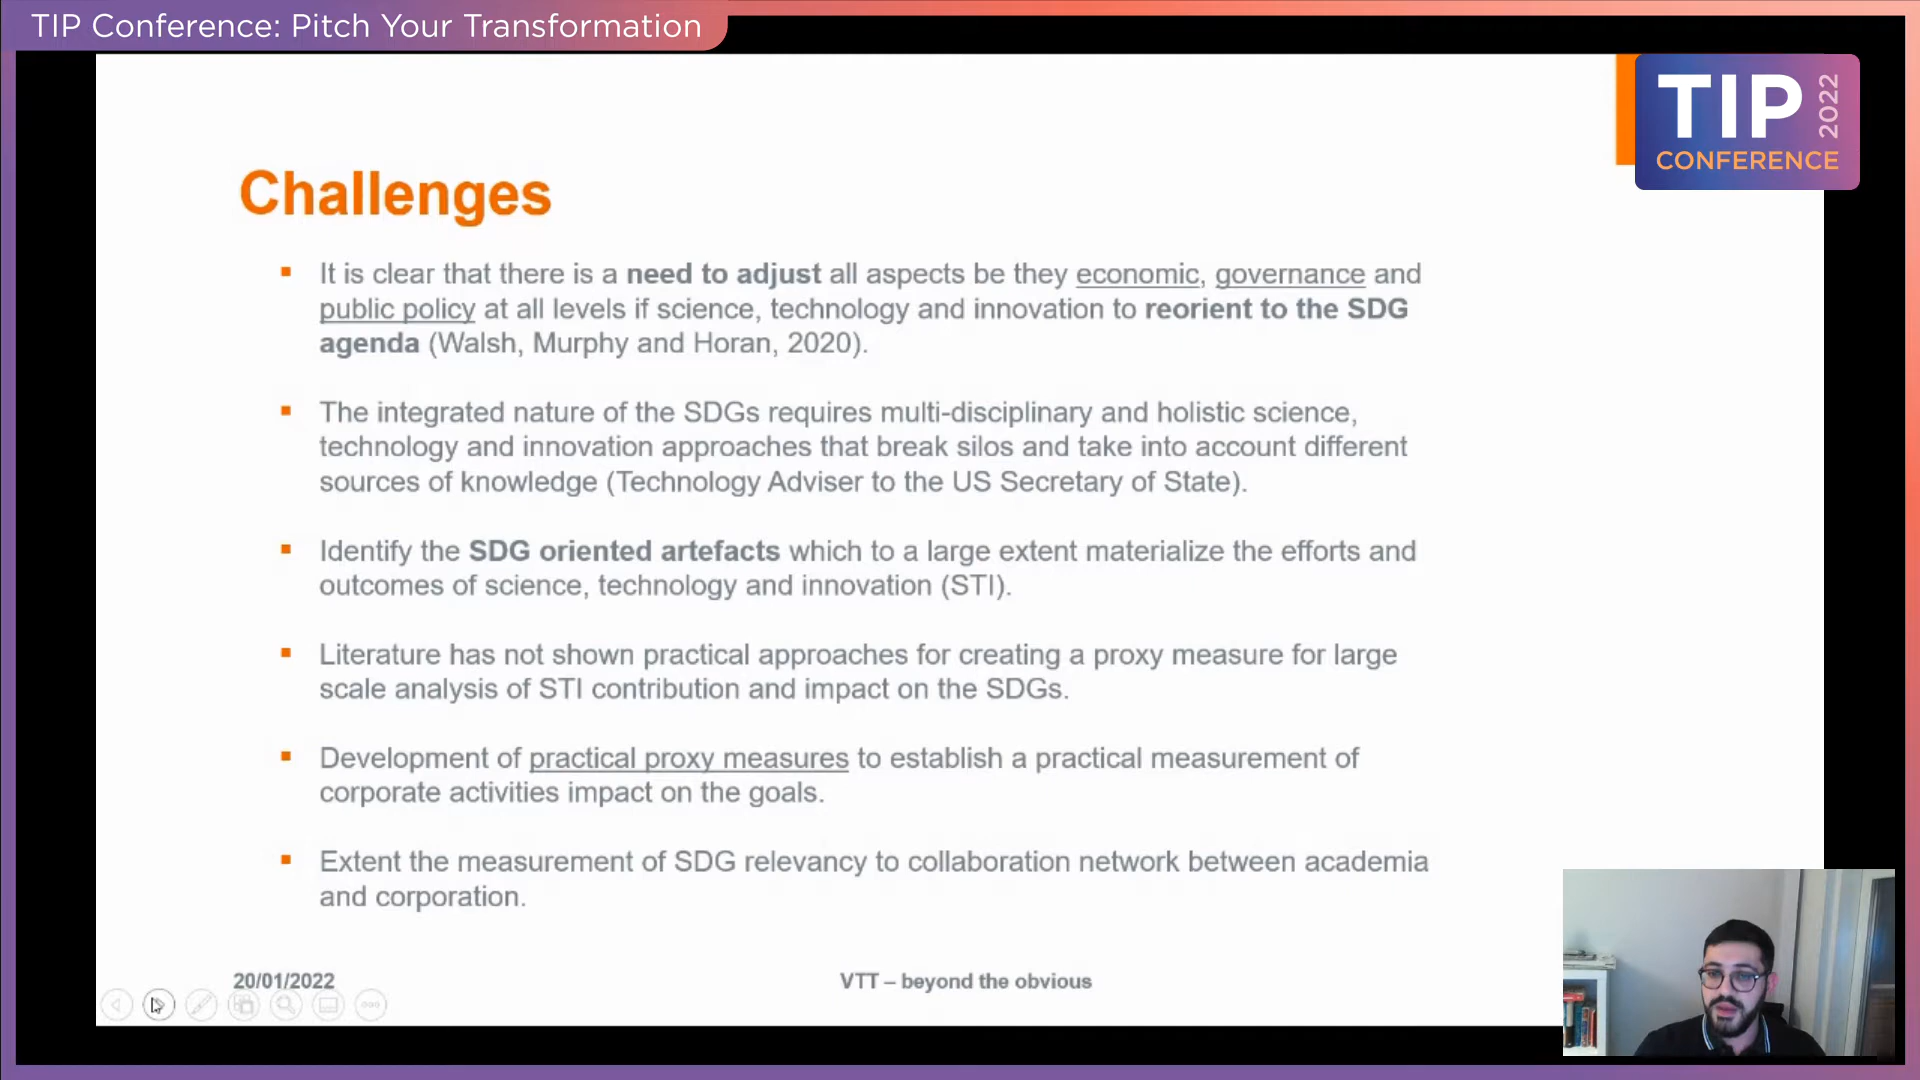 TIP Conference: Pitch Your Transformation
TIP 2022
CONFERENCE
Challenges
It is clear that there is a need to adjust all aspects be they economic, governance and
public policy at all levels if science, technology and innovation to reorient to the SDG
agenda (Walsh, Murphy and Horan, 2020).
The integrated nature of the SDGs requires multi-disciplinary and holistic science,
technology and innovation approaches that break silos and take into account different
sources of knowledge (Technology Adviser to the US Secretary of State).
Identify the SDG oriented artefacts which to a large extent materialize the efforts and
outcomes of science, technology and innovation (STI).
Literature has not shown practical approaches for creating a proxy measure for large
scale analysis of STI contribution and impact on the SDGs.
Development of practical proxy measures to establish a practical measurement of
corporate activities impact on the goals.
Extent the measurement of SDG relevancy to collaboration network between academia
and corporation.
20/01/2022
VTT – beyond the obvious